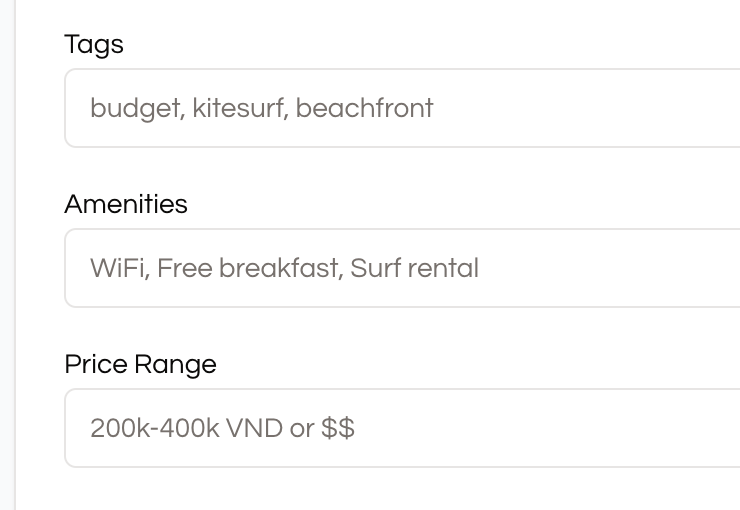 Tags
budget, kitesurf, beachfront
Amenities
WiFi, Free breakfast, Surf rental
Price Range
200k-400k VND or $$